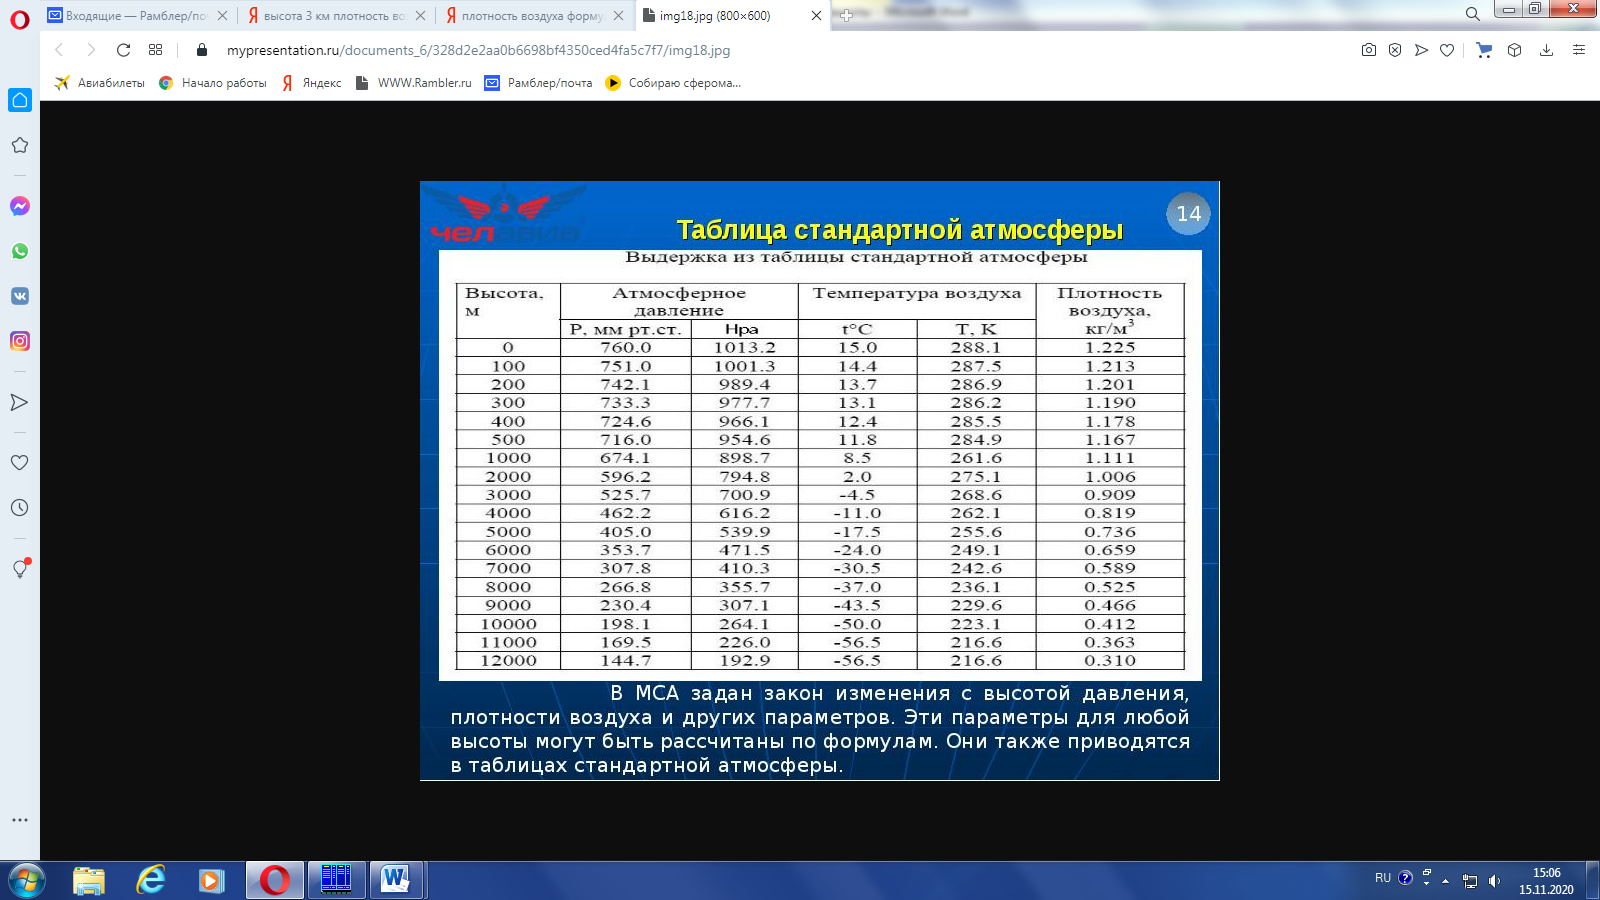 Входящие — Рамблер/по
высота 3 км плотность во
плотность воздуха форму
img18.jpg (800×600)
Microsoft Word
mypresentation.ru/documents_6/328d2e2aa0b6698bf4350ced4fa5c7f7/img18.jpg
Авиабилеты Начало работы Яндекс WWW.Rambler.ru Рамблер/почта Собираю сферома...
челавиа
14
Таблица стандартной атмосферы
Выдержка из таблицы стандартной атмосферы
Высота, м Атмосферное давление Температура воздуха Плотность воздуха, кг/м³
Р, мм рт.ст. Нра t°C T, K
0 760.0 1013.2 15.0 288.1 1.225
100 751.0 1001.3 14.4 287.5 1.213
200 742.1 989.4 13.7 286.9 1.201
300 733.3 977.7 13.1 286.2 1.190
400 724.6 966.1 12.4 285.5 1.178
500 716.0 954.6 11.8 284.9 1.167
1000 674.1 898.7 8.5 261.6 1.111
2000 596.2 794.8 2.0 275.1 1.006
3000 525.7 700.9 -4.5 268.6 0.909
4000 462.2 616.2 -11.0 262.1 0.819
5000 405.0 539.9 -17.5 255.6 0.736
6000 353.7 471.5 -24.0 249.1 0.659
7000 307.8 410.3 -30.5 242.6 0.589
8000 266.8 355.7 -37.0 236.1 0.525
9000 230.4 307.1 -43.5 229.6 0.466
10000 198.1 264.1 -50.0 223.1 0.412
11000 169.5 226.0 -56.5 216.6 0.363
12000 144.7 192.9 -56.5 216.6 0.310
В МСА задан закон изменения с высотой давления,
плотности воздуха и других параметров. Эти параметры для любой
высоты могут быть рассчитаны по формулам. Они также приводятся
в таблицах стандартной атмосферы.
RU
15:06
15.11.2020